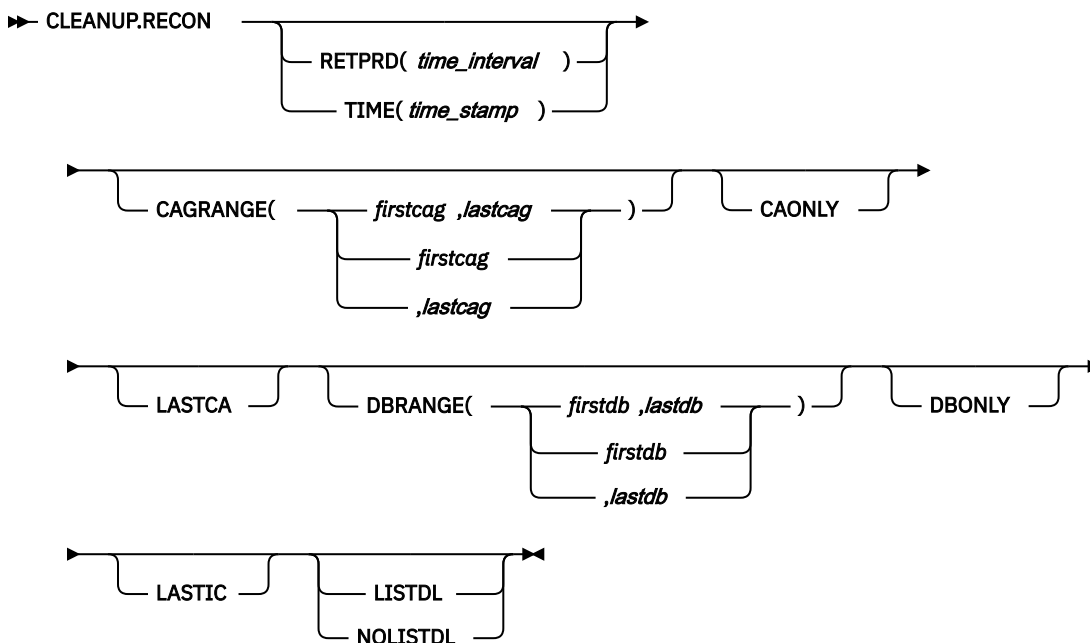 CLEANUP.RECON
RETPRD( time_interval )
TIME( time_stamp )
CAGRANGE( firstcag ,lastcag ) CAONLY
firstcag
,lastcag
LASTCA DBRANGE( firstdb ,lastdb ) DBONLY
firstdb
,lastdb
LASTIC LISTDL
NOLISTDL